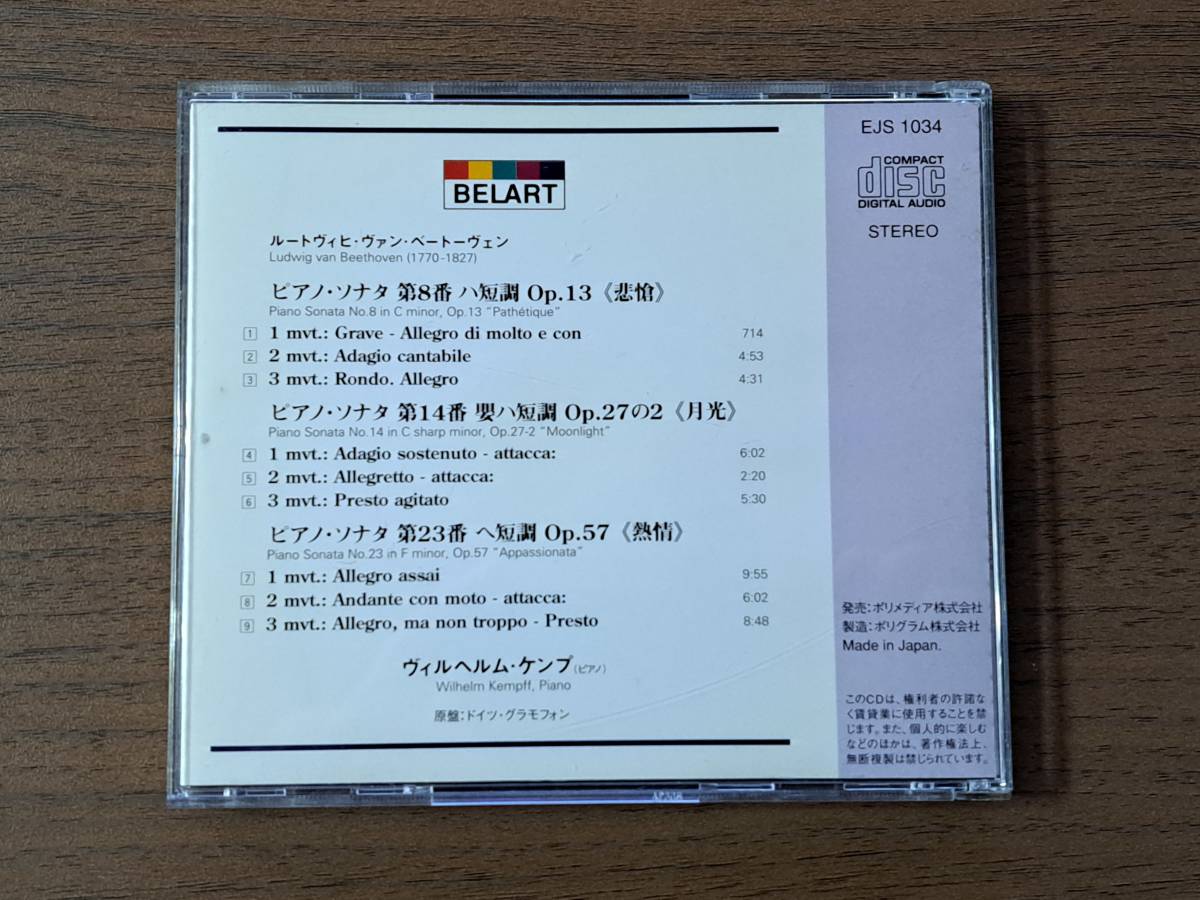 BELART
ルートヴィヒ・ヴァン・ベートーヴェン
Ludwig van Beethoven (1770-1827)
ピアノ・ソナタ 第8番 ハ短調 Op.13《悲愴》
Piano Sonata No.8 in C minor, Op.13 "Pathétique"
1 1 mvt.: Grave - Allegro di molto e con 714
2 2 mvt.: Adagio cantabile 4:53
3 3 mvt.: Rondo. Allegro 4:31
ピアノ・ソナタ 第14番 嬰ハ短調 Op.27の2《月光》
Piano Sonata No.14 in C sharp minor, Op.27-2 "Moonlight"
4 1 mvt.: Adagio sostenuto - attacca: 6:02
5 2 mvt.: Allegretto - attacca: 2:20
6 3 mvt.: Presto agitato 5:30
ピアノ・ソナタ 第23番 ヘ短調 Op.57《熱情》
Piano Sonata No.23 in F minor, Op.57 "Appassionata"
7 1 mvt.: Allegro assai 9:55
8 2 mvt.: Andante con moto - attacca: 6:02
9 3 mvt.: Allegro, ma non troppo - Presto 8:48
ヴィルヘルム・ケンプ(ピアノ)
Wilhelm Kempff, Piano
原盤:ドイツ・グラモフォン
EJS 1034
COMPACT
disc
DIGITAL AUDIO
STEREO
発売:ポリメディア株式会社
製造:ポリグラム株式会社
Made in Japan.
このCDは、権利者の許諾な
く賃貸業に使用することを禁
じます。また、個人的に楽しむ
などのほかは、著作権法上、
無断複製は禁じられています。